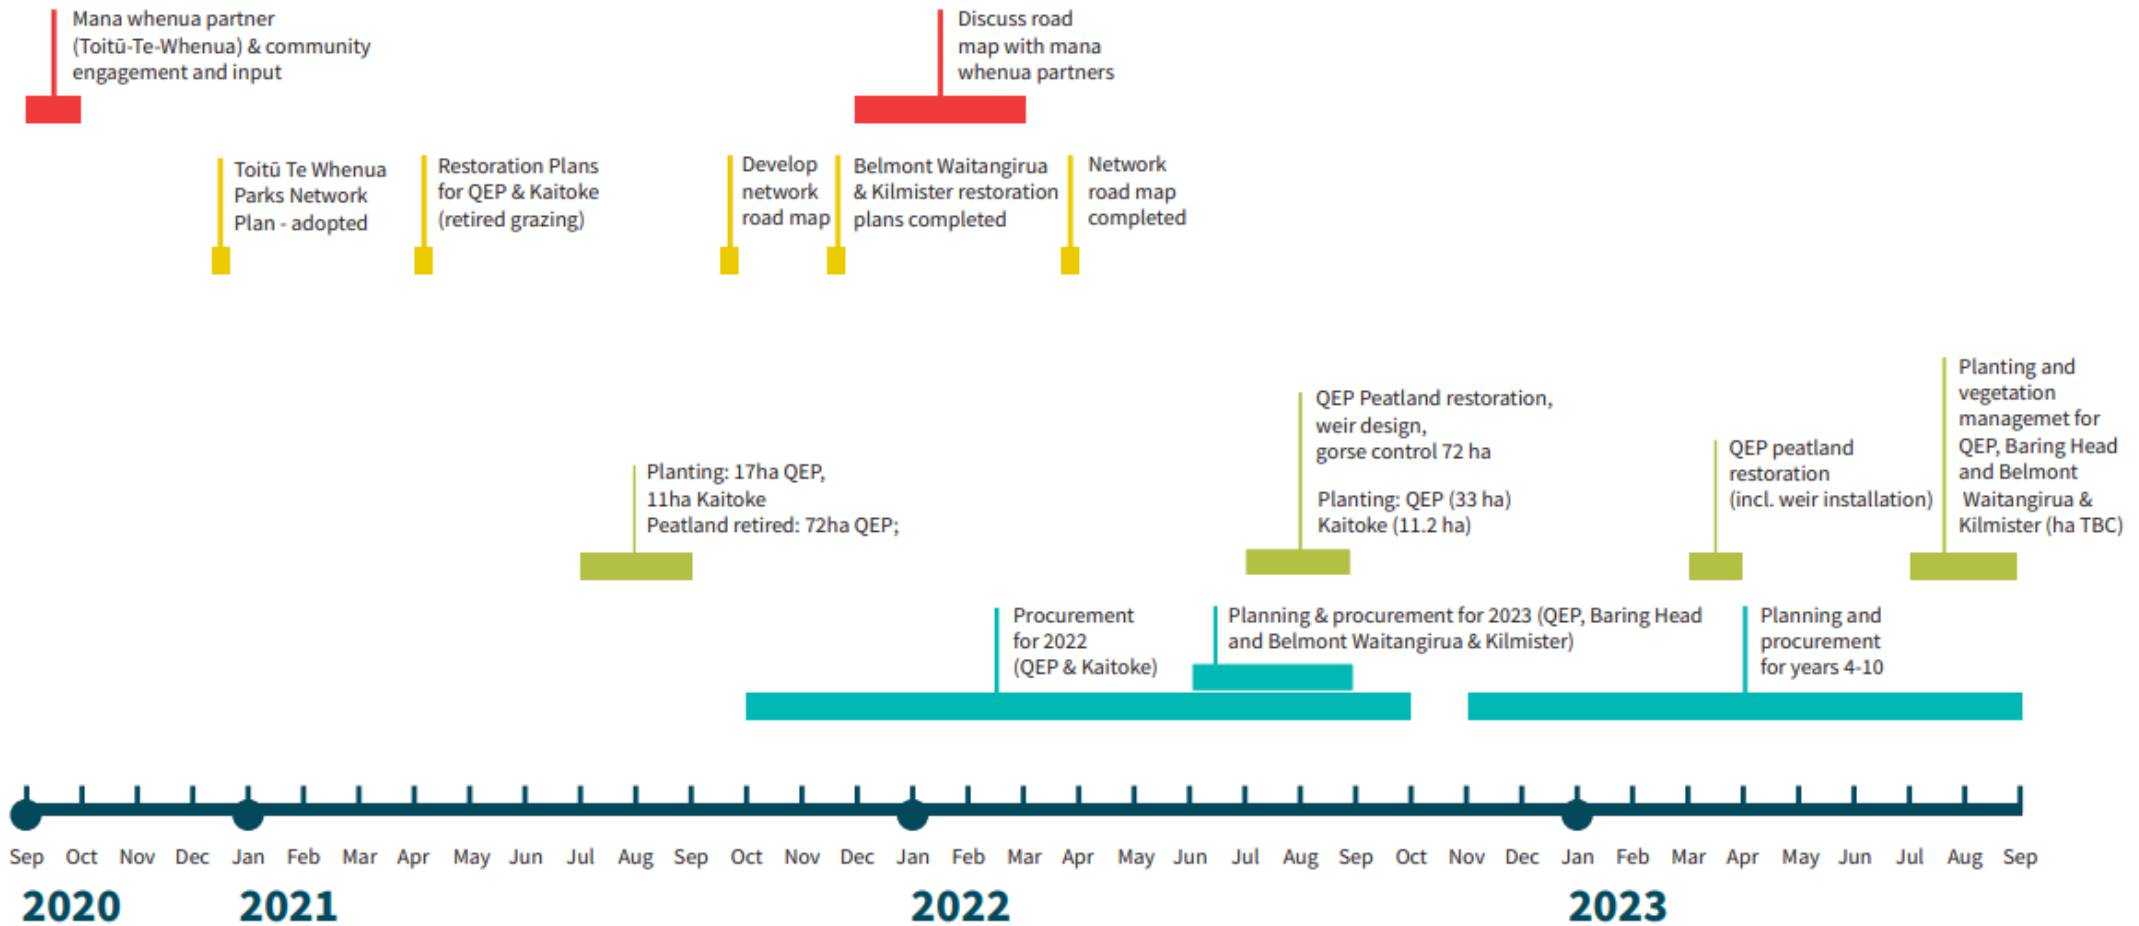 Mana whenua partner
(Toitū-Te-Whenua) & community
engagement and input
Discuss road
map with mana
whenua partners
Toitū Te Whenua
Parks Network
Plan - adopted
Restoration Plans
for QEP & Kaitoke
(retired grazing)
Develop
network
road map
Belmont Waitangirua
& Kilmister restoration
plans completed
Network
road map
completed
Planting: 17ha QEP,
11ha Kaitoke
Peatland retired: 72ha QEP;
QEP Peatland restoration,
weir design,
gorse control 72 ha
Planting: QEP (33 ha)
Kaitoke (11.2 ha)
QEP peatland
restoration
(incl. weir installation)
Planting and
vegetation
managemet for
QEP, Baring Head
and Belmont
Waitangirua &
Kilmister (ha TBC)
Procurement
for 2022
(QEP & Kaitoke)
Planning & procurement for 2023 (QEP, Baring Head
and Belmont Waitangirua & Kilmister)
Planning and
procurement
for years 4-10
Sep Oct Nov Dec Jan Feb Mar Apr May Jun Jul Aug Sep Oct Nov Dec Jan Feb Mar Apr May Jun Jul Aug Sep Oct Nov Dec Jan Feb Mar Apr May Jun Jul Aug Sep
2020 2021 2022 2023